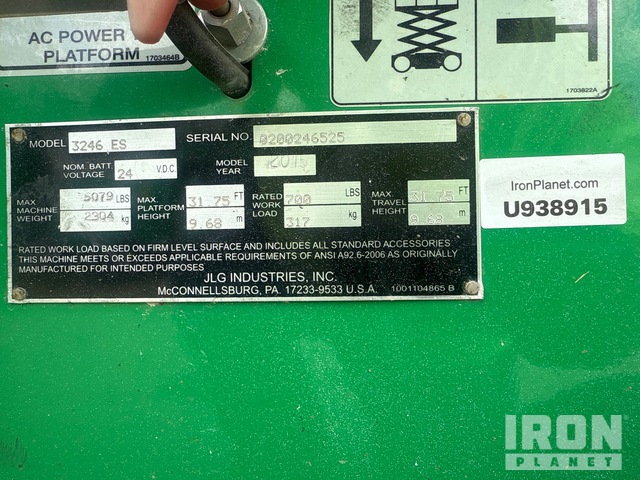 AC POWER
PLATFORM 1703464B
1703822A
MODEL 3246 ES SERIAL NO. 0200246525
NOM. BATT. VOLTAGE 24 V.D.C. MODEL YEAR
MAX MACHINE WEIGHT 5079 LBS 2304 kg
MAX PLATFORM HEIGHT 31.75 FT 9.68 m
RATED WORK LOAD 700 LBS 317 kg
MAX TRAVEL HEIGHT 31.75 FT 9.68 m
RATED WORK LOAD BASED ON FIRM LEVEL SURFACE AND INCLUDES ALL STANDARD ACCESSORIES
THIS MACHINE MEETS OR EXCEEDS APPLICABLE REQUIREMENTS OF ANSI A92.6-2006 AS ORIGINALLY
MANUFACTURED FOR INTENDED PURPOSES
JLG INDUSTRIES, INC.
McCONNELLSBURG, PA. 17233-9533 U.S.A. 1001104865 B
IronPlanet.com
U938915
IRON
PLANET